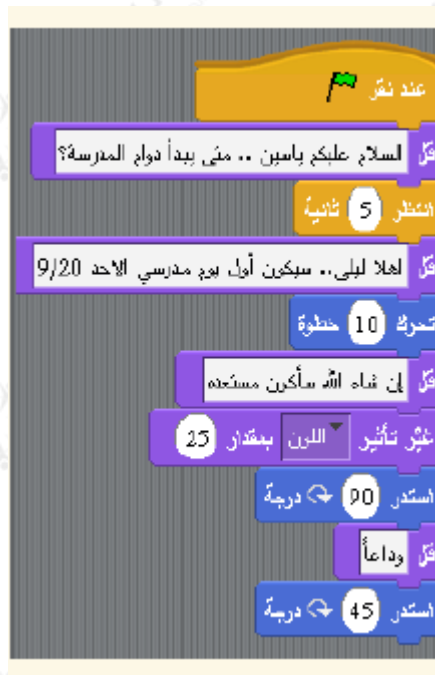 عند نقر
قل السلام عليكم ياسين .. متى يبدأ دوام المدرسة؟
انتظر 5 ثانية
قل اهلا ليلى.. سيكون أول يوم مدرسي الاحد 9/20
تحرك 10 خطوة
قل إن شاء الله سأكون مستعده
غيّر تأثير اللون بمقدار 25
استدر 90 درجة
قل وداعاً
استدر 45 درجة